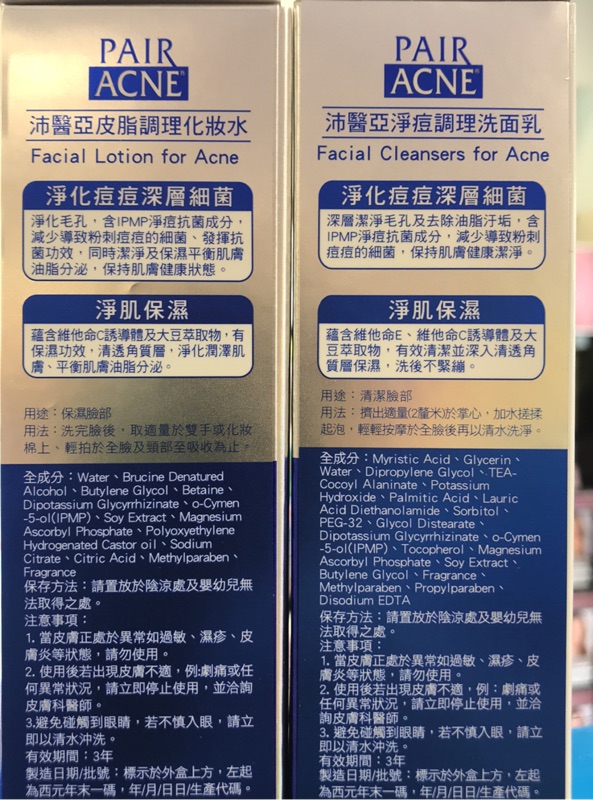 PAIR
ACNE
沛醫亞皮脂調理化妝水
Facial Lotion for Acne
淨化痘痘深層細菌
淨化毛孔，含IPMP淨痘抗菌成分，
減少導致粉刺痘痘的細菌、發揮抗
菌功效，同時潔淨及保濕平衡肌膚
油脂分泌，保持肌膚健康狀態。
淨肌保濕
蘊含維他命C誘導體及大豆萃取物，有
保濕功效，清透角質層，淨化潤澤肌
膚、平衡肌膚油脂分泌。
用途：保濕臉部
用法：洗完臉後，取適量於雙手或化妝
棉上、輕拍於全臉及頸部至吸收為止。
全成分：Water、Brucine Denatured
Alcohol、Butylene Glycol、Betaine、
Dipotassium Glycyrrhizinate、o-Cymen
-5-ol(IPMP)、Soy Extract、Magnesium
Ascorbyl Phosphate、Polyoxyethylene
Hydrogenated Castor oil、Sodium
Citrate、Citric Acid、Methylparaben、
Fragrance
保存方法：請置放於陰涼處及嬰幼兒無
法取得之處。
注意事項：
1. 當皮膚正處於異常如過敏、濕疹、皮
膚炎等狀態，請勿使用。
2. 使用後若出現皮膚不適，例:劇痛或任
何異常狀況，請立即停止使用，並洽詢
皮膚科醫師。
3.避免碰觸到眼睛，若不慎入眼，請立
即以清水沖洗。
有效期間：3年
製造日期/批號：標示於外盒上方，左起
為西元年末一碼，年/月/日日/生產代碼。
PAIR
ACNE
沛醫亞淨痘調理洗面乳
Facial Cleansers for Acne
淨化痘痘深層細菌
深層潔淨毛孔及去除油脂汙垢，含
IPMP淨痘抗菌成分，減少導致粉刺
痘痘的細菌，保持肌膚健康潔淨。
淨肌保濕
蘊含維他命E、維他命C誘導體及大
豆萃取物，有效清潔並深入清透角
質層保濕，洗後不緊繃。
用途：清潔臉部
用法：擠出適量(2釐米)於掌心，加水搓揉
起泡，輕輕按摩於全臉後再以清水洗淨。
全成分：Myristic Acid、Glycerin、
Water、Dipropylene Glycol、TEA-
Cocoyl Alaninate、Potassium
Hydroxide、Palmitic Acid、Lauric
Acid Diethanolamide、Sorbitol、
PEG-32、Glycol Distearate、
Dipotassium Glycyrrhizinate、o-Cymen
-5-ol(IPMP)、Tocopherol、Magnesium
Ascorbyl Phosphate、Soy Extract、
Butylene Glycol、Fragrance、
Methylparaben、Propylparaben、
Disodium EDTA
保存方法：請置放於陰涼處及嬰幼兒無
法取得之處。
注意事項：
1. 當皮膚正處於異常如過敏、濕疹、皮
膚炎等狀態，請勿使用。
2. 使用後若出現皮膚不適，例：劇痛或
任何異常狀況，請立即停止使用，並洽
詢皮膚科醫師。
3. 避免碰觸到眼睛，若不慎入眼，請立
即以清水沖洗。
有效期間：3年
製造日期/批號：標示於外盒上方，左起
為西元年末一碼，年/月/日日/生產代碼。